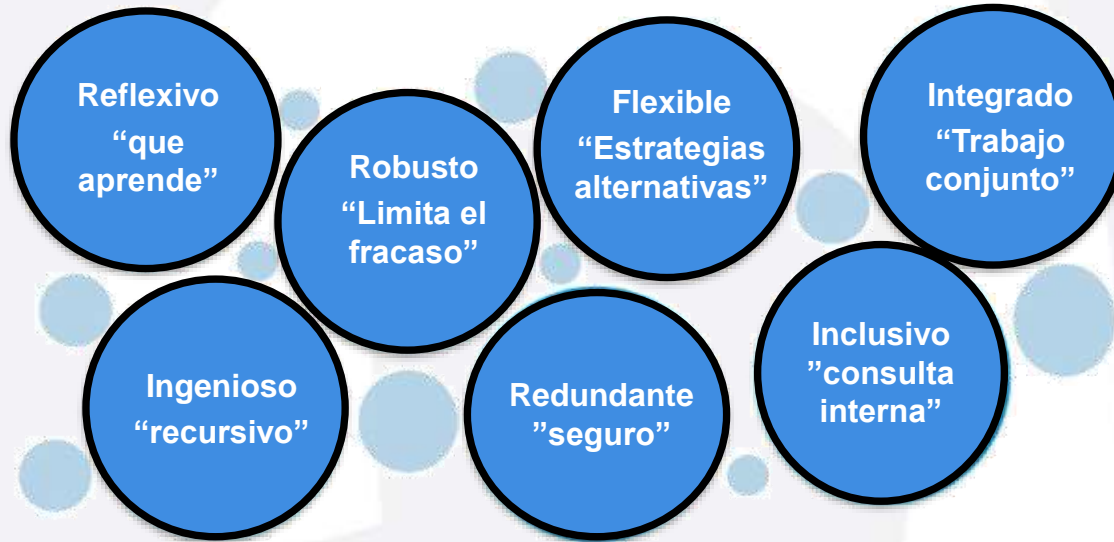 Reflexivo
“que
aprende”
Robusto
“Limita el
fracaso”
Flexible
“Estrategias
alternativas”
Integrado
“Trabajo
conjunto”
Ingenioso
“recursivo”
Redundante
”seguro”
Inclusivo
”consulta
interna”